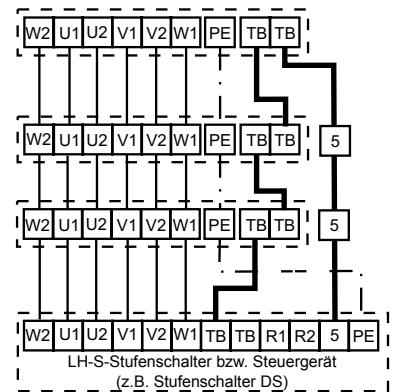 W2 U1 U2 V1 V2 W1 PE TB TB
W2 U1 U2 V1 V2 W1 PE TB TB 5
W2 U1 U2 V1 V2 W1 PE TB TB 5
W2 U1 U2 V1 V2 W1 TB TB R1 R2 5 PE
LH-S-Stufenschalter bzw. Steuergerät
(z.B. Stufenschalter DS)